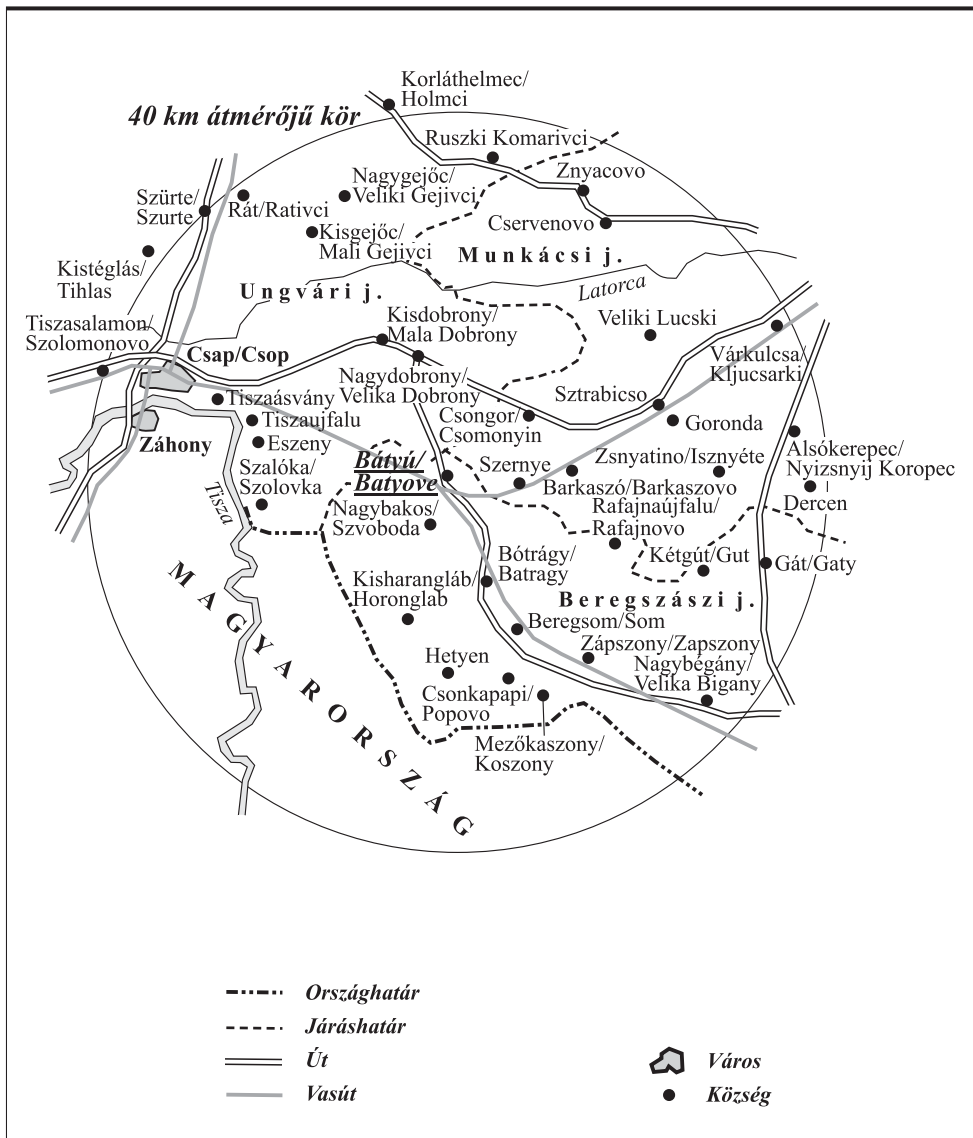 Korláthelmec/
Holmci
40 km átmérőjű kör
Ruszki Komarivci
Nagygejőc/
Veliki Gejivci
Znyacovo
Szürte/
Szurte
Rát/Rativci
Cservenovo
Kisgejőc/
Mali Gejivci
Munkácsi j.
Kistéglás/
Tihlas
Ungvári j.
Latorca
Tiszasalamon/
Szolomonovo
Kisdobrony/
Mala Dobrony
Veliki Lucski
Csap/Csop
Várkulcsa/
Kljucsarki
Nagydobrony/
Velika Dobrony
Sztrabicso
Tiszaásvány/
Csongor/
Csomonyin
Tiszaujfalu/
Goronda
Záhony
Eszeny
Alsókerepec/
Nyizsnyij Koropec
Szalóka/
Szolovka
Bátyú/
Batyove
Szernye
Zsnyatino/Isznyéte
Barkaszó/Barkaszovo
Tisza
Nagybakos/
Szvoboda
Rafajnaújfalu/
Rafajnovo
Dercen
Bótrágy/
Batragy
Kétgút/Gut
Gát/Gaty
Kisharangláb/
Horonglab
Beregszászi j.
Beregsom/Som
MAGYARORSZÁG
Hetyen
Zápszony/Zapszony
Nagybégány/
Velika Bigany
Csonkapapi/
Popovo
Mezőkaszony/
Koszony
Országhatár
Járáshatár
Út
Város
Vasút
Község